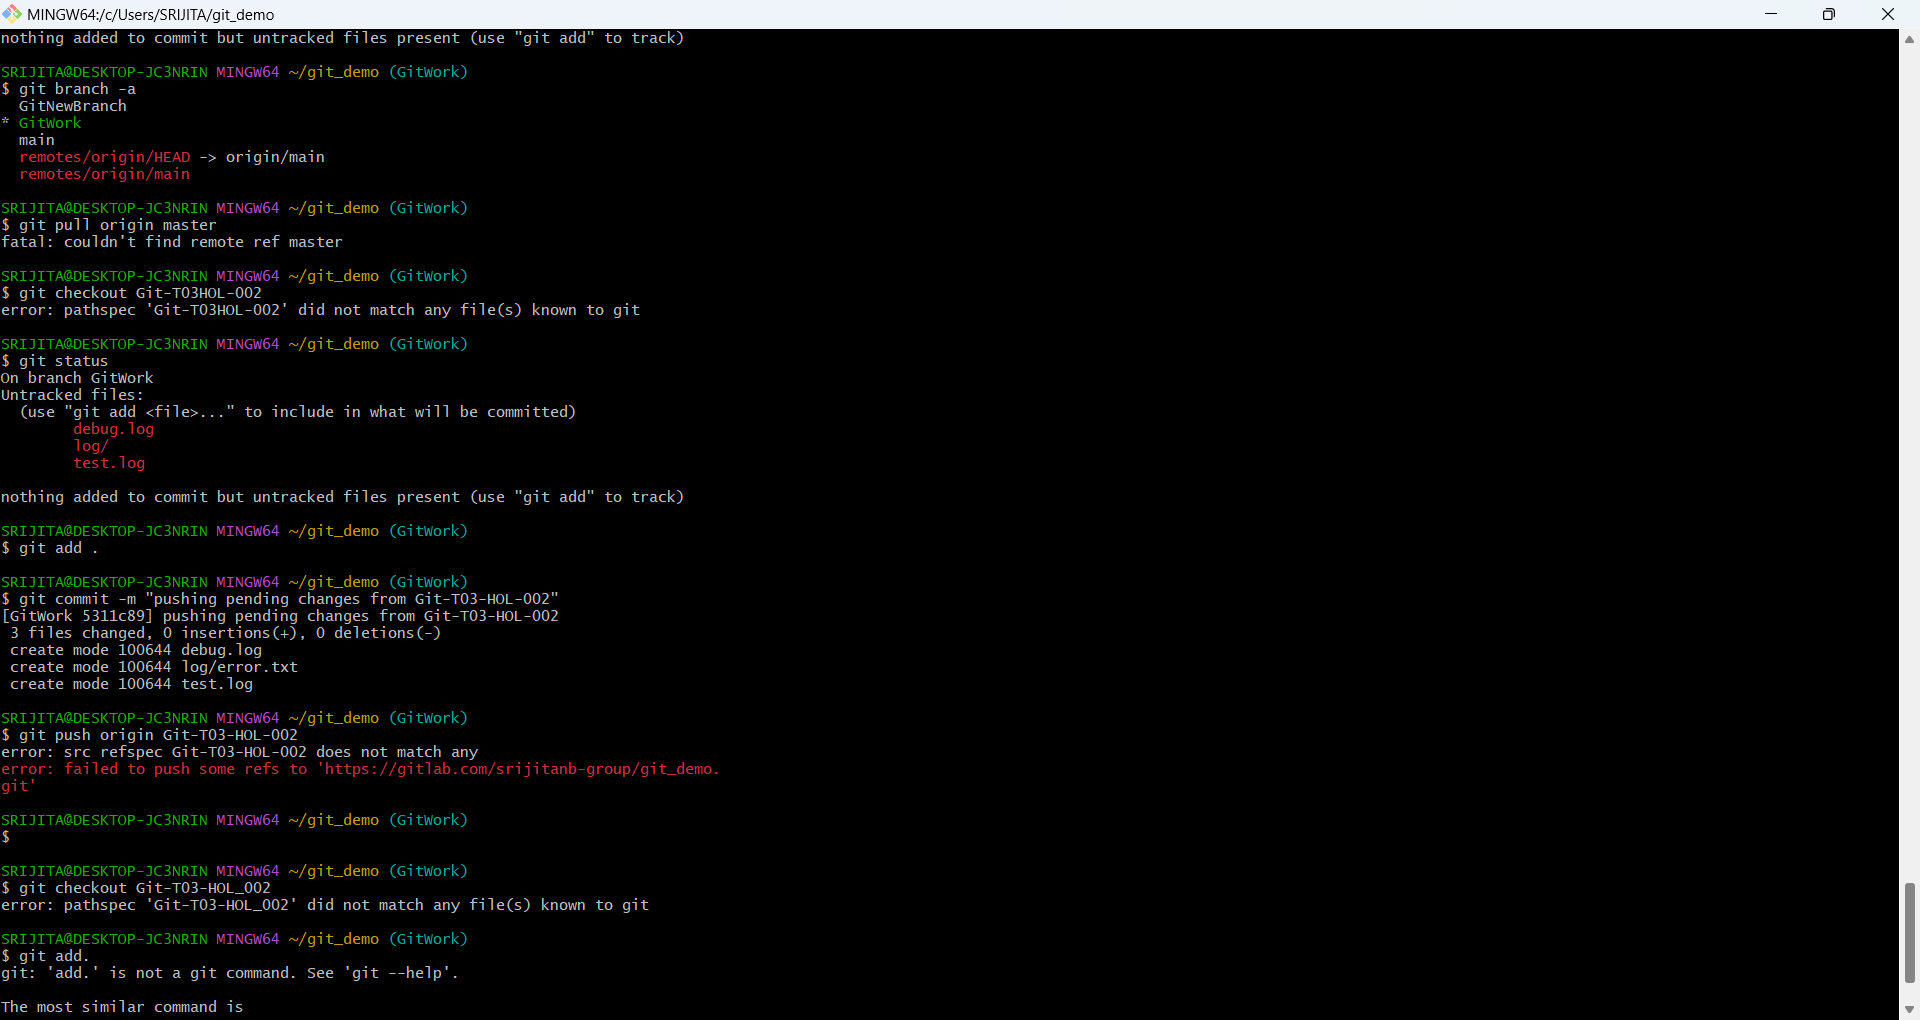 MINGW64:/c/Users/SRIJITA/git_demo
nothing added to commit but untracked files present (use "git add" to track)
SRIJITA@DESKTOP-JC3NRIN MINGW64 ~/git_demo (GitWork)
$ git branch -a
  GitNewBranch
* GitWork
  main
  remotes/origin/HEAD -> origin/main
  remotes/origin/main
SRIJITA@DESKTOP-JC3NRIN MINGW64 ~/git_demo (GitWork)
$ git pull origin master
fatal: couldn't find remote ref master
SRIJITA@DESKTOP-JC3NRIN MINGW64 ~/git_demo (GitWork)
$ git checkout Git-T03HOL-002
error: pathspec 'Git-T03HOL-002' did not match any file(s) known to git
SRIJITA@DESKTOP-JC3NRIN MINGW64 ~/git_demo (GitWork)
$ git status
On branch GitWork
Untracked files:
  (use "git add <file>..." to include in what will be committed)
        debug.log
        log/
        test.log
nothing added to commit but untracked files present (use "git add" to track)
SRIJITA@DESKTOP-JC3NRIN MINGW64 ~/git_demo (GitWork)
$ git add .
SRIJITA@DESKTOP-JC3NRIN MINGW64 ~/git_demo (GitWork)
$ git commit -m "pushing pending changes from Git-T03-HOL-002"
[GitWork 5311c89] pushing pending changes from Git-T03-HOL-002
 3 files changed, 0 insertions(+), 0 deletions(-)
 create mode 100644 debug.log
 create mode 100644 log/error.txt
 create mode 100644 test.log
SRIJITA@DESKTOP-JC3NRIN MINGW64 ~/git_demo (GitWork)
$ git push origin Git-T03-HOL-002
error: src refspec Git-T03-HOL-002 does not match any
error: failed to push some refs to 'https://gitlab.com/srijitanb-group/git_demo.
git'
SRIJITA@DESKTOP-JC3NRIN MINGW64 ~/git_demo (GitWork)
$
SRIJITA@DESKTOP-JC3NRIN MINGW64 ~/git_demo (GitWork)
$ git checkout Git-T03-HOL_002
error: pathspec 'Git-T03-HOL_002' did not match any file(s) known to git
SRIJITA@DESKTOP-JC3NRIN MINGW64 ~/git_demo (GitWork)
$ git add.
git: 'add.' is not a git command. See 'git --help'.
The most similar command is